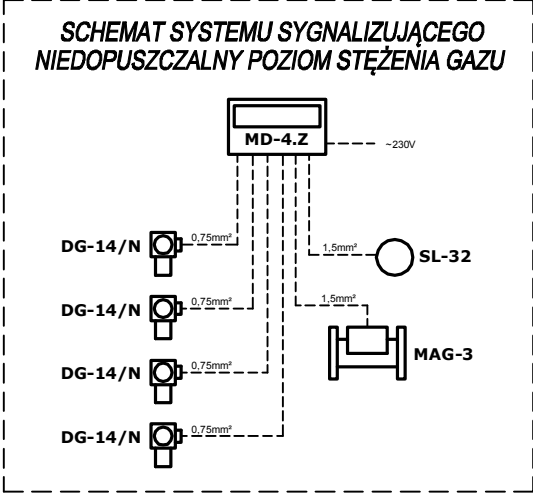 SCHEMAT SYSTEMU SYGNALIZUJĄCEGO
NIEDOPUSZCZALNY POZIOM STĘŻENIA GAZU
MD-4.Z
~230V
DG-14/N
0,75mm²
1,5mm²
SL-32
DG-14/N
0,75mm²
1,5mm²
MAG-3
DG-14/N
0,75mm²
DG-14/N
0,75mm²